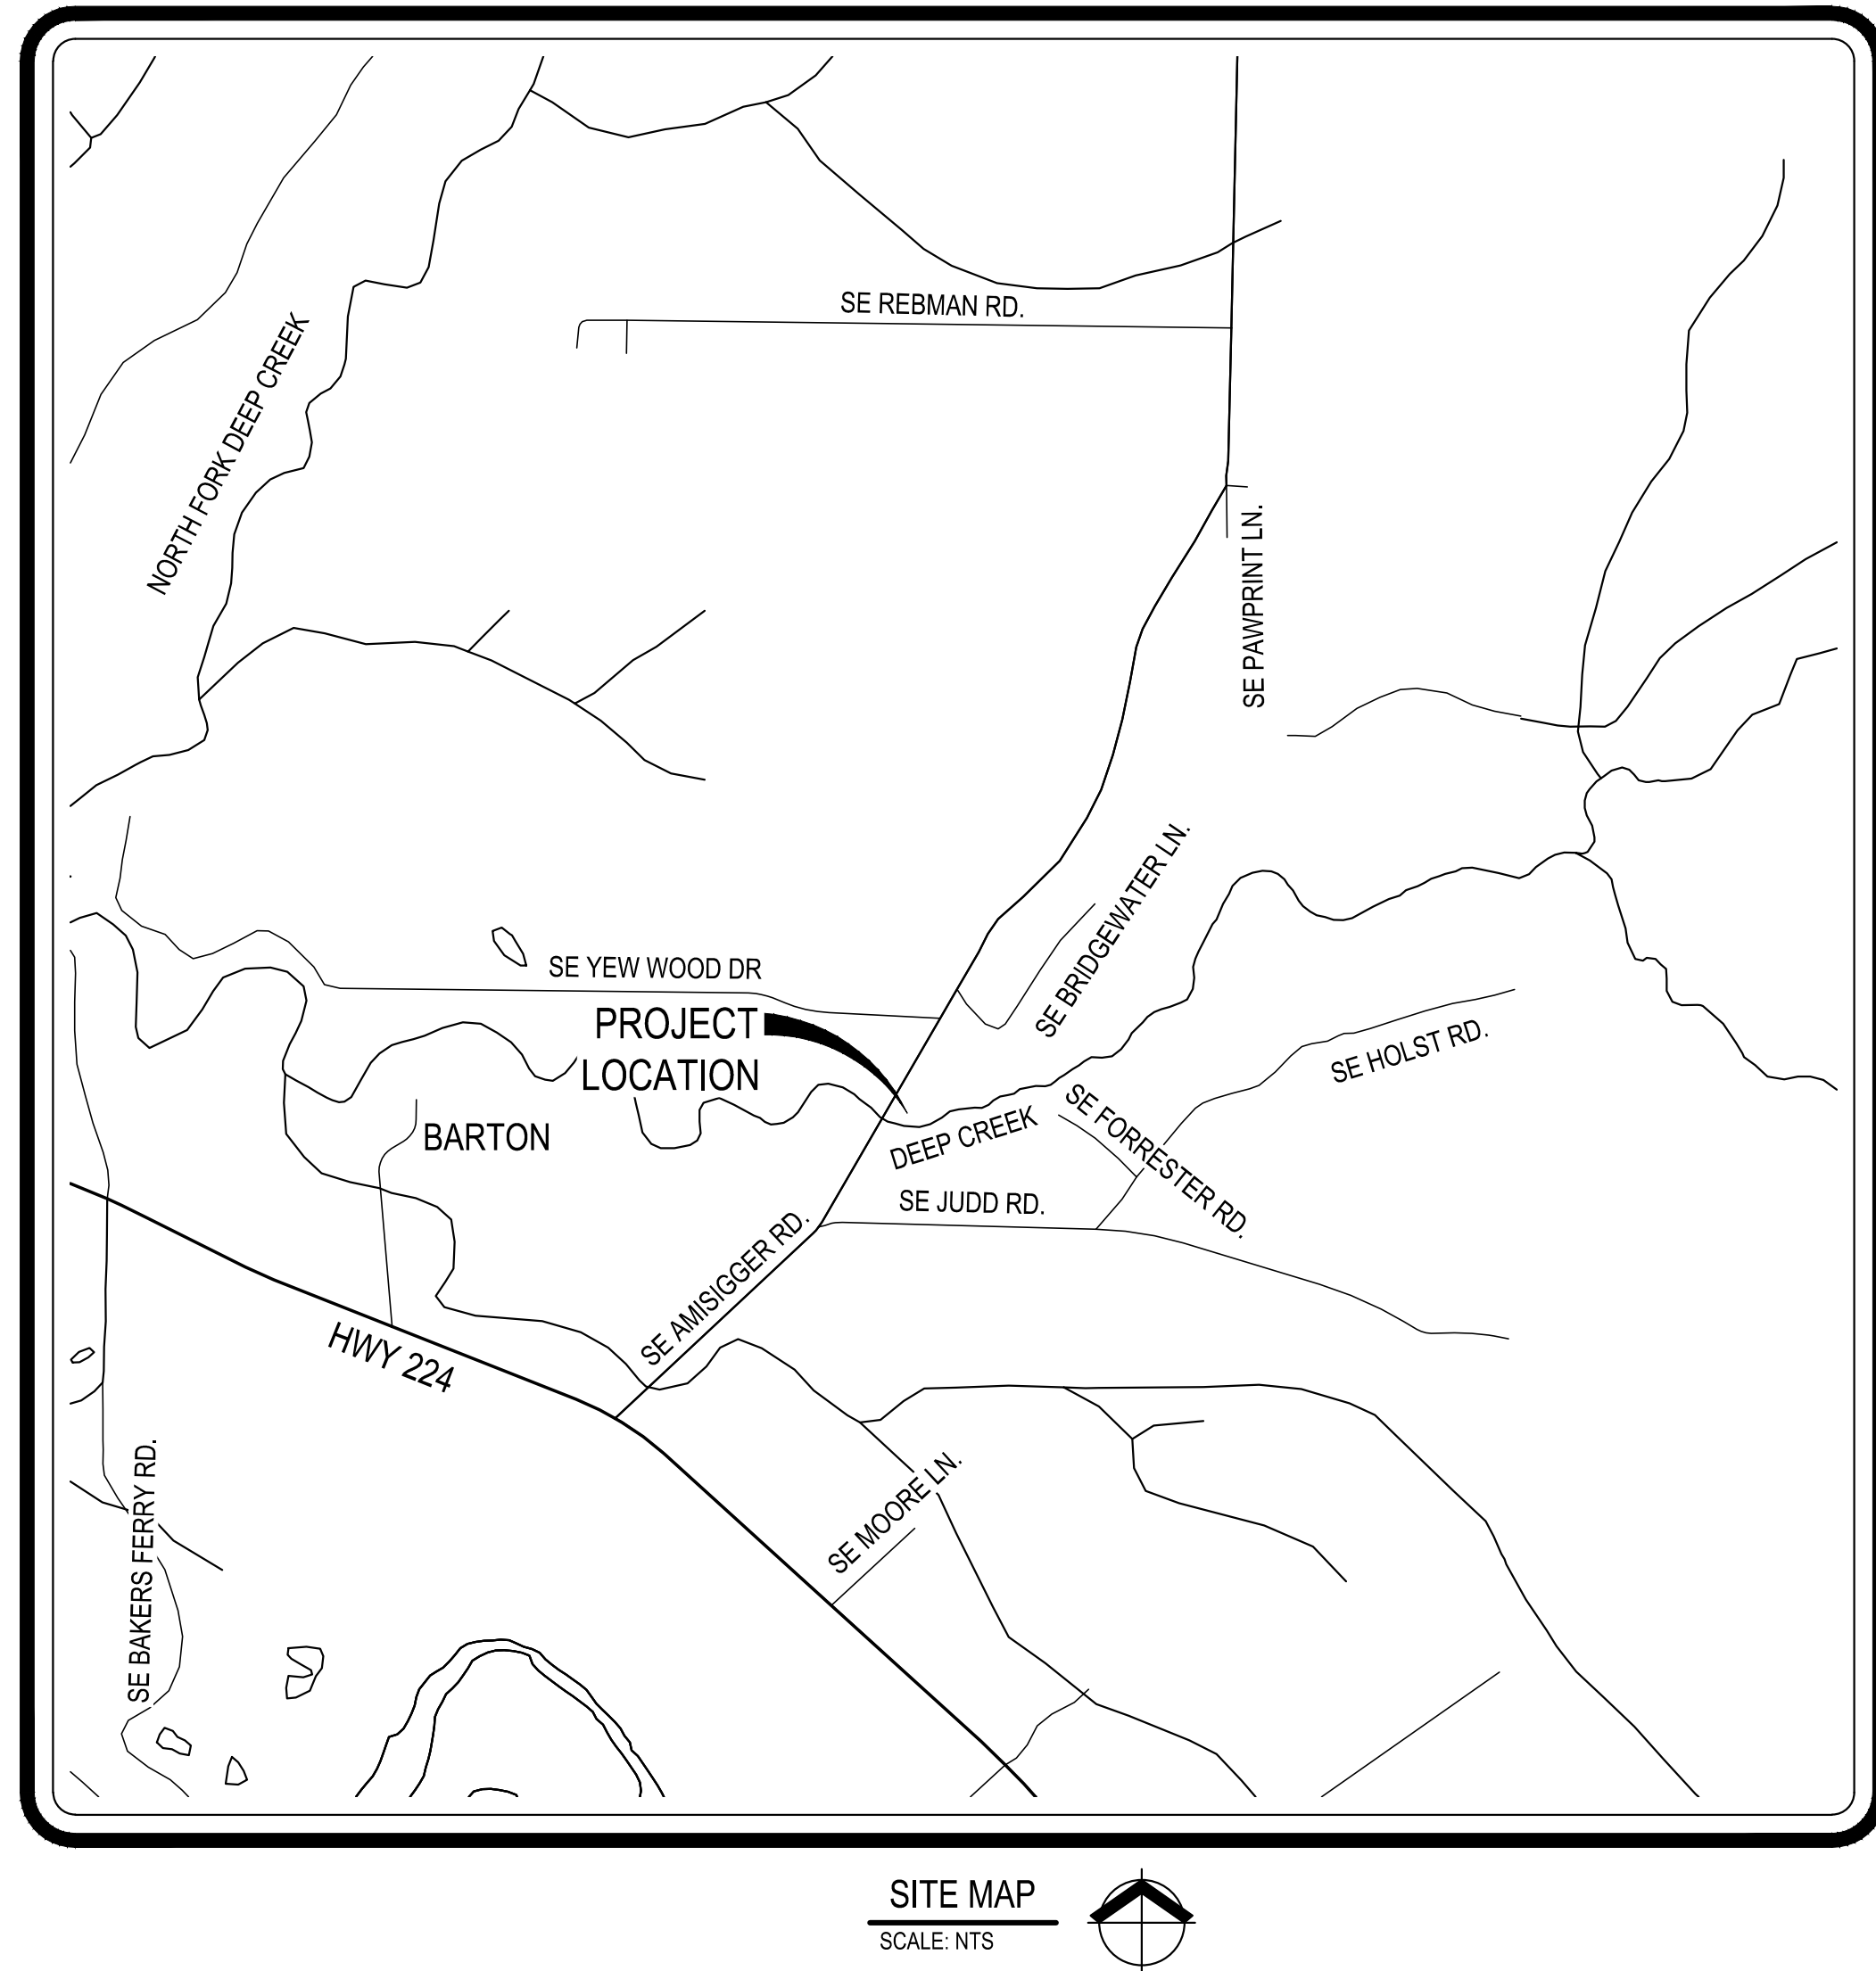 SE REBMAN RD.
NORTH FORK DEEP CREEK
SE PAWPRINT LN.
SE BRIDGEWATER LN.
SE YEW WOOD DR
PROJECT
LOCATION
SE HOLST RD.
BARTON
DEEP CREEK
SE FORRESTER RD.
SE JUDD RD.
SE AMISIGGER RD.
HWY 224
SE BAKERS FERRY RD.
SE MOORE LN.
SITE MAP
SCALE: NTS